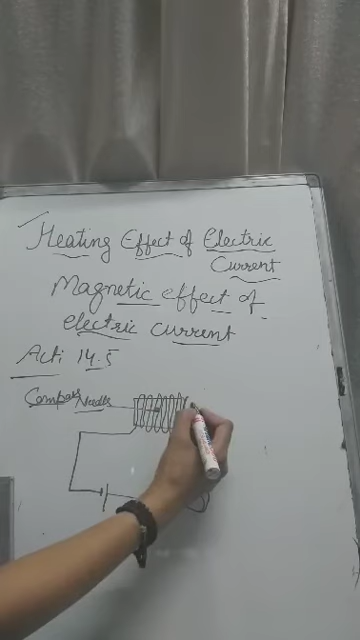 Heating Effect of Electric
Current
Magnetic effect of
electric current
Acti 14.5
Compass Needle